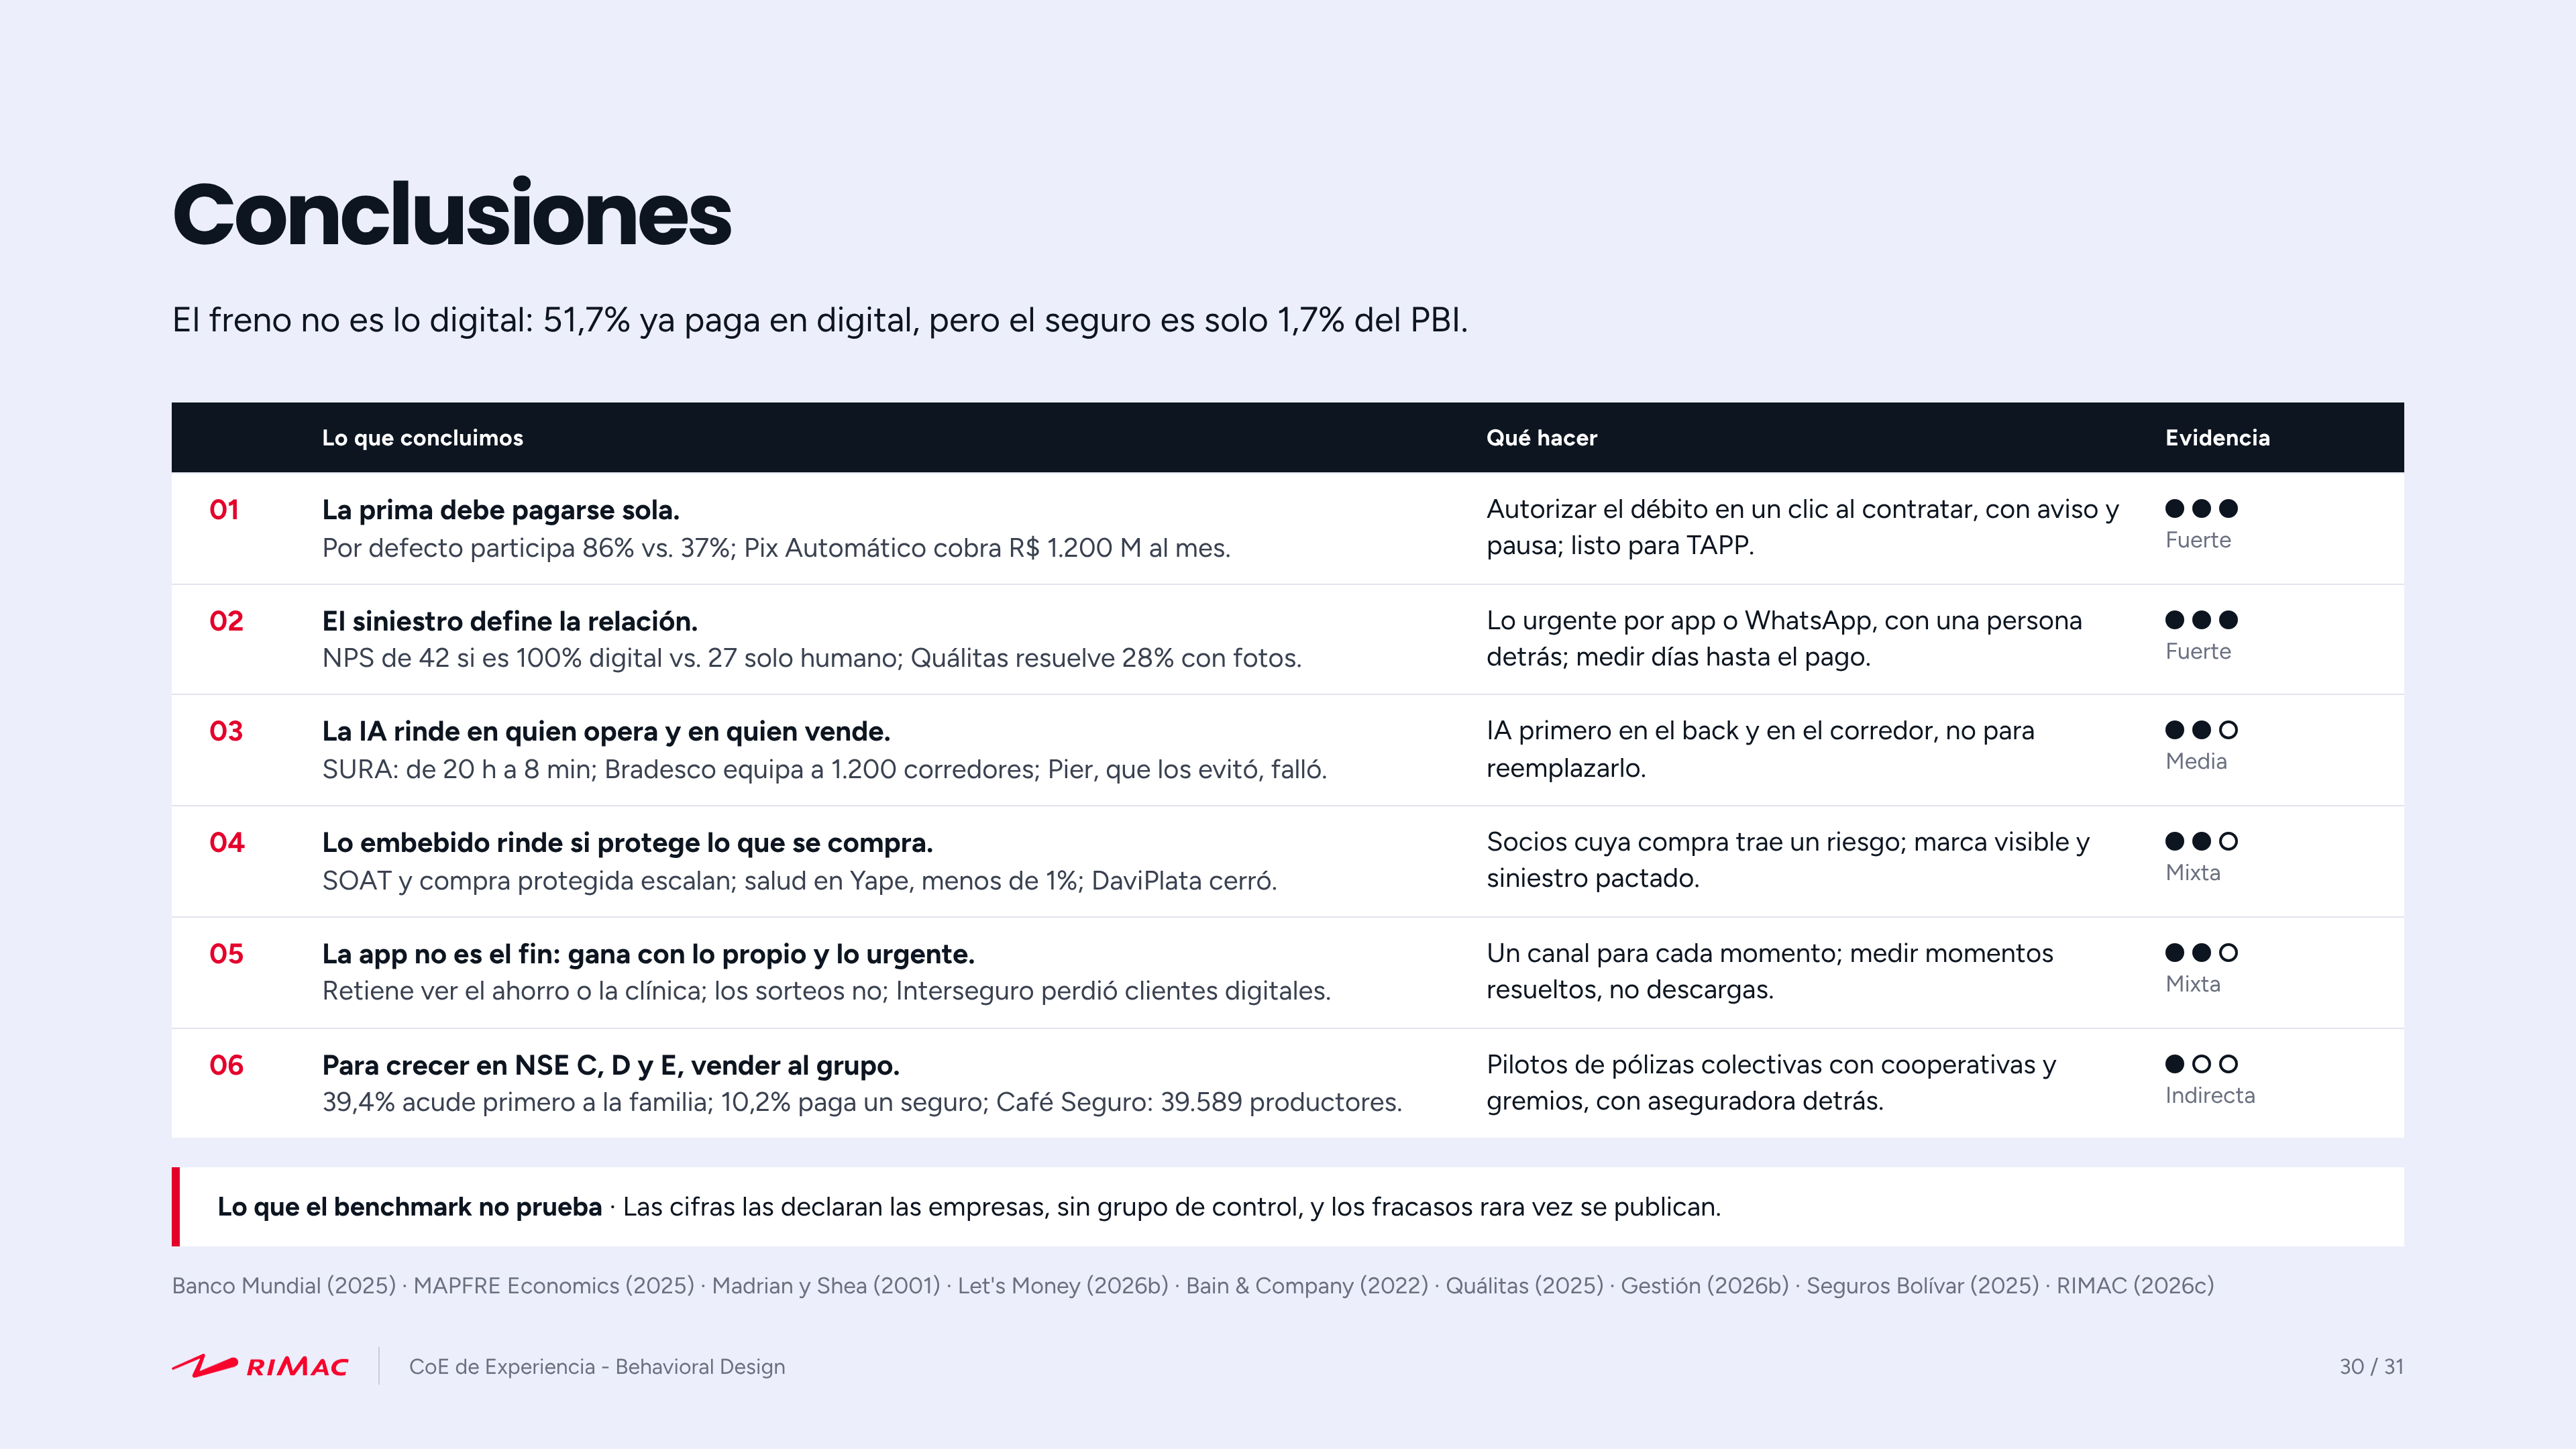 Conclusiones
El freno no es lo digital: 51,7% ya paga en digital, pero el seguro es solo 1,7% del PBI.
Lo que concluimos Qué hacer Evidencia
01 La prima debe pagarse sola.
Por defecto participa 86% vs. 37%; Pix Automático cobra R$ 1.200 M al mes.
Autorizar el débito en un clic al contratar, con aviso y
pausa; listo para TAPP.
Fuerte
02 El siniestro define la relación.
NPS de 42 si es 100% digital vs. 27 solo humano; Quálitas resuelve 28% con fotos.
Lo urgente por app o WhatsApp, con una persona
detrás; medir días hasta el pago.
Fuerte
03 La IA rinde en quien opera y en quien vende.
SURA: de 20 h a 8 min; Bradesco equipa a 1.200 corredores; Pier, que los evitó, falló.
IA primero en el back y en el corredor, no para
reemplazarlo.
Media
04 Lo embebido rinde si protege lo que se compra.
SOAT y compra protegida escalan; salud en Yape, menos de 1%; DaviPlata cerró.
Socios cuya compra trae un riesgo; marca visible y
siniestro pactado.
Mixta
05 La app no es el fin: gana con lo propio y lo urgente.
Retiene ver el ahorro o la clínica; los sorteos no; Interseguro perdió clientes digitales.
Un canal para cada momento; medir momentos
resueltos, no descargas.
Mixta
06 Para crecer en NSE C, D y E, vender al grupo.
39,4% acude primero a la familia; 10,2% paga un seguro; Café Seguro: 39.589 productores.
Pilotos de pólizas colectivas con cooperativas y
gremios, con aseguradora detrás.
Indirecta
Lo que el benchmark no prueba · Las cifras las declaran las empresas, sin grupo de control, y los fracasos rara vez se publican.
Banco Mundial (2025) · MAPFRE Economics (2025) · Madrian y Shea (2001) · Let's Money (2026b) · Bain & Company (2022) · Quálitas (2025) · Gestión (2026b) · Seguros Bolívar (2025) · RIMAC (2026c)
RIMAC CoE de Experiencia - Behavioral Design 30 / 31